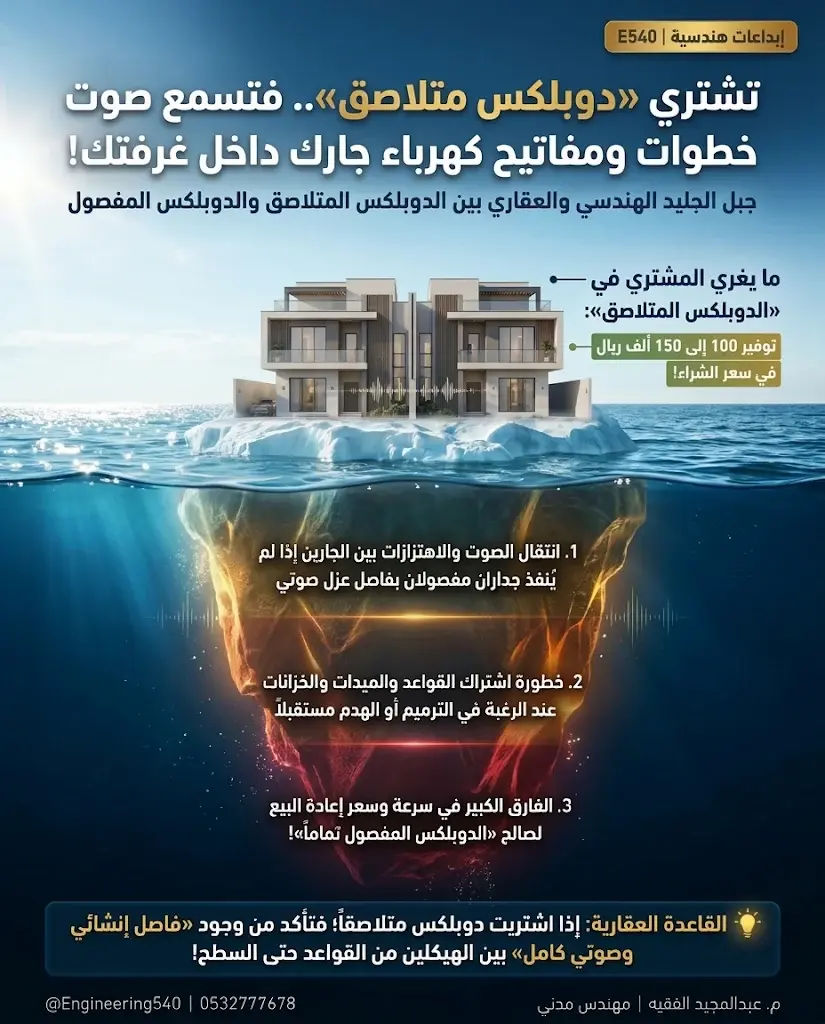 إبداعات هندسية | E540
تشتري «دوبلكس متلاصق».. فتسمع صوت
خطوات ومفاتيح كهرباء جارك داخل غرفتك!
جبل الجليد الهندسي والعقاري بين الدوبلكس المتلاصق والدوبلكس المفصول
ما يغري المشتري في
«الدوبلكس المتلاصق»:
توفير 100 إلى 150 ألف ريال
في سعر الشراء!
1. انتقال الصوت والاهتزازات بين الجارين إذا لم
يُنفذ جداران مفصولان بفاصل عزل صوتي
2. خطورة اشتراك القواعد والميدات والخزانات
عند الرغبة في الترميم أو الهدم مستقبلاً
3. الفارق الكبير في سرعة وسعر إعادة البيع
لصالح «الدوبلكس المفصول تماماً»!
القاعدة العقارية: إذا اشتريت دوبلكس متلاصقاً؛ فتأكد من وجود «فاصل إنشائي
وصوتي كامل» بين الهيكلين من القواعد حتى السطح!
م. عبدالمجيد الفقيه | مهندس مدني
@Engineering540 | 0532777678